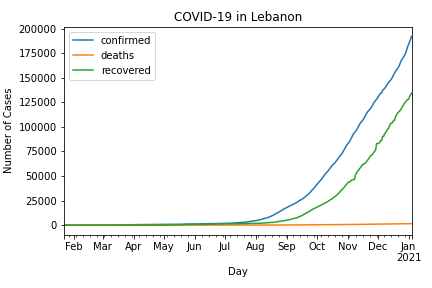 COVID-19 in Lebanon
confirmed
deaths
recovered
Number of Cases
200000
175000
150000
125000
100000
75000
50000
25000
0
Feb Mar Apr May Jun Jul Aug Sep Oct Nov Dec Jan
2021
Day